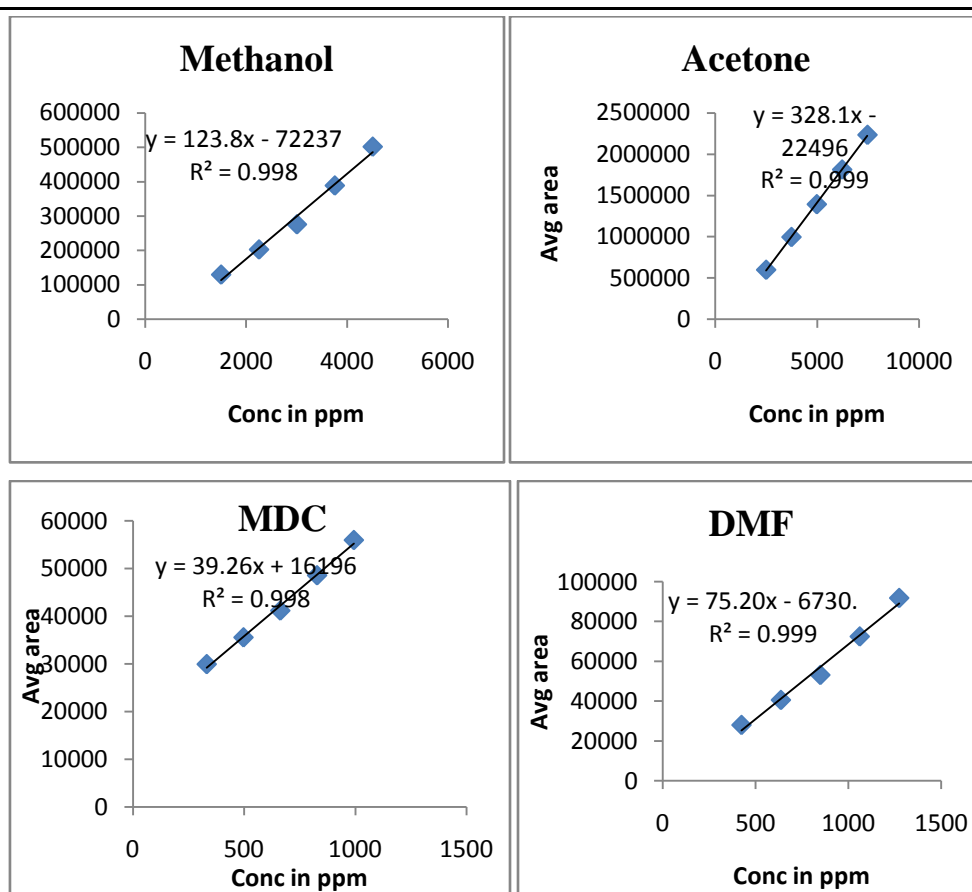 Methanol
600000
500000
400000
300000
200000
100000
0
y = 123.8x - 72237
R² = 0.998
0 2000 4000 6000
Conc in ppm
Acetone
Avg area
2500000
2000000
1500000
1000000
500000
0
y = 328.1x -
22496
R² = 0.999
0 5000 10000
Conc in ppm
MDC
Avg area
60000
50000
40000
30000
20000
10000
0
y = 39.26x + 16196
R² = 0.998
0 500 1000 1500
Conc in ppm
DMF
Avg area
100000
80000
60000
40000
20000
0
y = 75.20x - 6730.
R² = 0.999
0 500 1000 1500
Conc in ppm